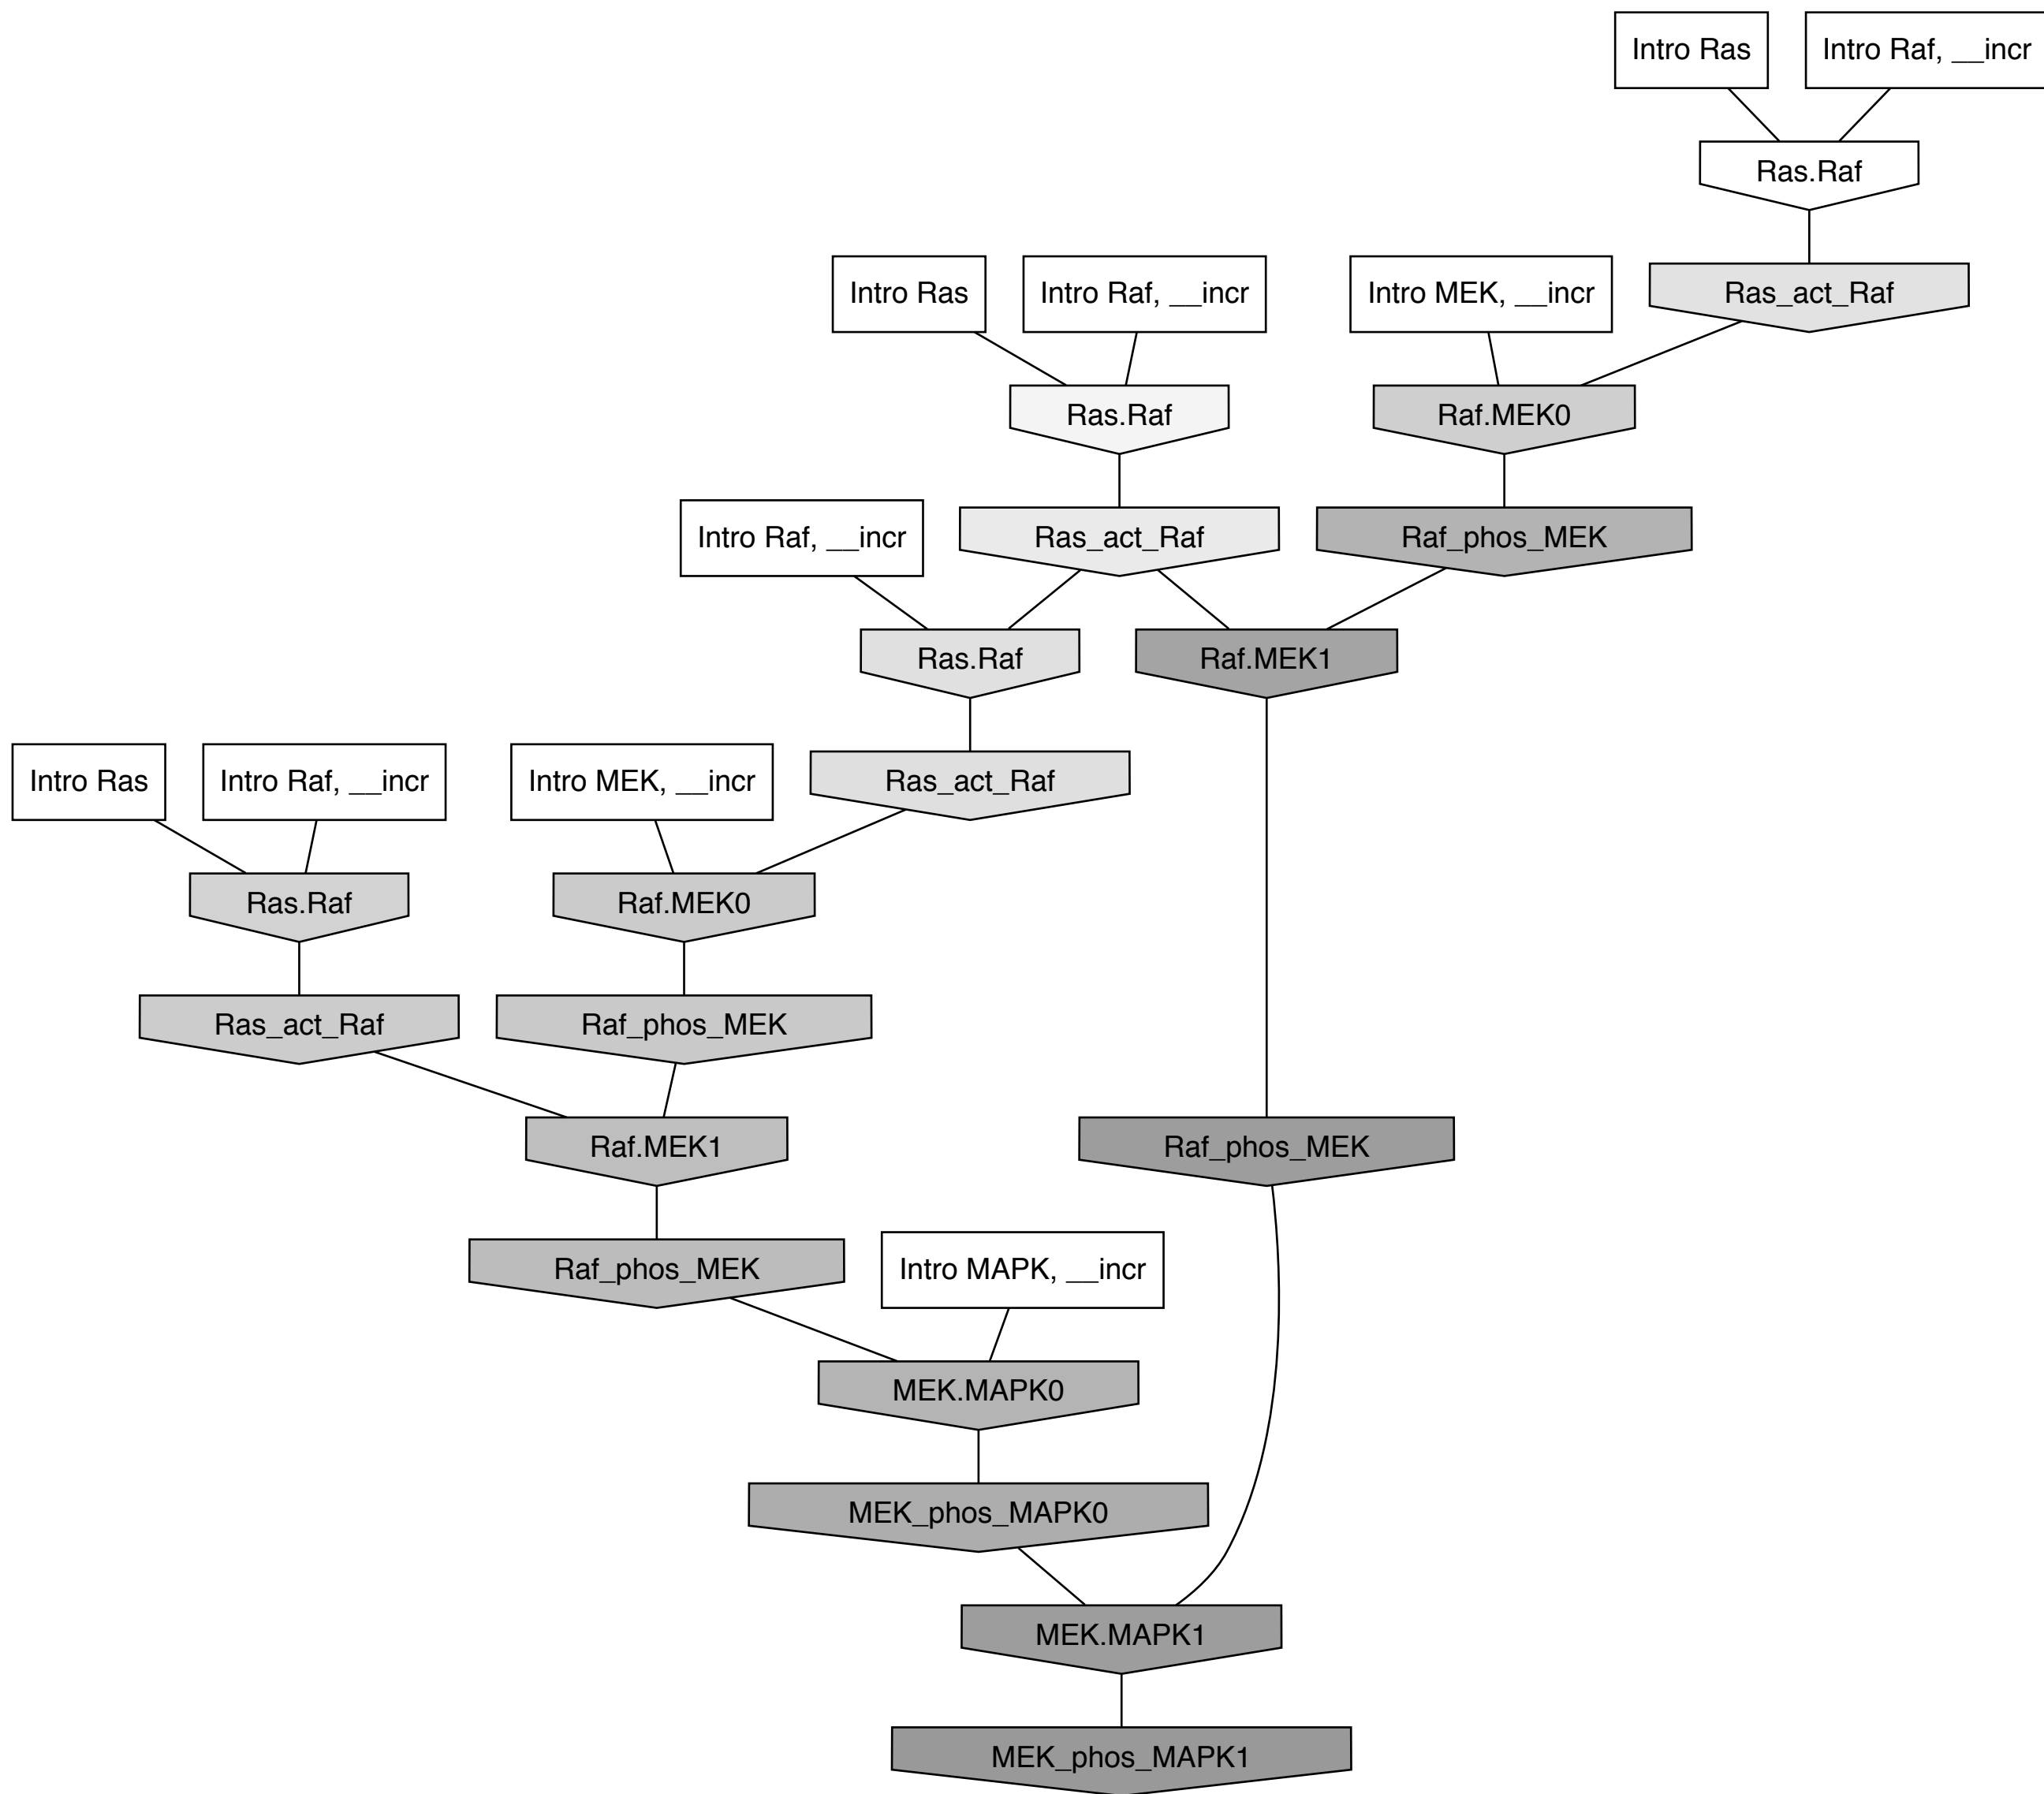 Intro Ras
Intro Raf, __incr
Ras.Raf
Intro Ras
Intro Raf, __incr
Intro MEK, __incr
Ras_act_Raf
Ras.Raf
Raf.MEK0
Intro Raf, __incr
Ras_act_Raf
Raf_phos_MEK
Ras.Raf
Raf.MEK1
Intro Ras
Intro Raf, __incr
Intro MEK, __incr
Ras_act_Raf
Ras.Raf
Raf.MEK0
Ras_act_Raf
Raf_phos_MEK
Raf.MEK1
Raf_phos_MEK
Raf_phos_MEK
Intro MAPK, __incr
MEK.MAPK0
MEK_phos_MAPK0
MEK.MAPK1
MEK_phos_MAPK1